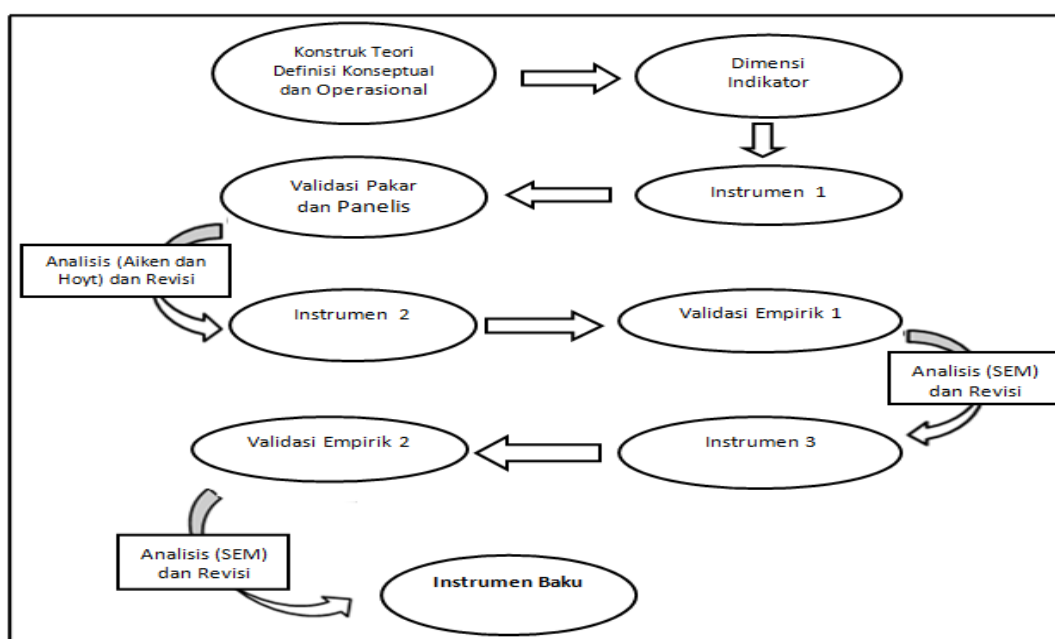 Konstruk Teori
Definisi Konseptual
dan Operasional
Dimensi
Indikator
Instrumen 1
Validasi Pakar
dan Panelis
Analisis (Aiken dan
Hoyt) dan Revisi
Instrumen 2
Validasi Empirik 1
Analisis (SEM)
dan Revisi
Instrumen 3
Validasi Empirik 2
Analisis (SEM)
dan Revisi
Instrumen Baku